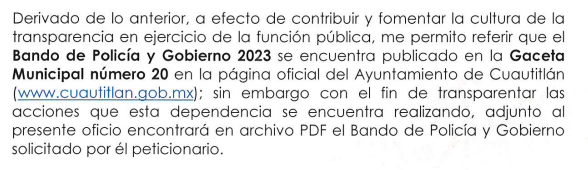 Derivado de lo anterior, a efecto de contribuir y fomentar la cultura de la
transparencia en ejercicio de la función pública, me permito referir que el
Bando de Policía y Gobierno 2023 se encuentra publicado en la Gaceta
Municipal número 20 en la página oficial del Ayuntamiento de Cuautitlán
(www.cuautitlan.gob.mx); sin embargo con el fin de transparentar las
acciones que esta dependencia se encuentra realizando, adjunto al
presente oficio encontrará en archivo PDF el Bando de Policía y Gobierno
solicitado por él peticionario.